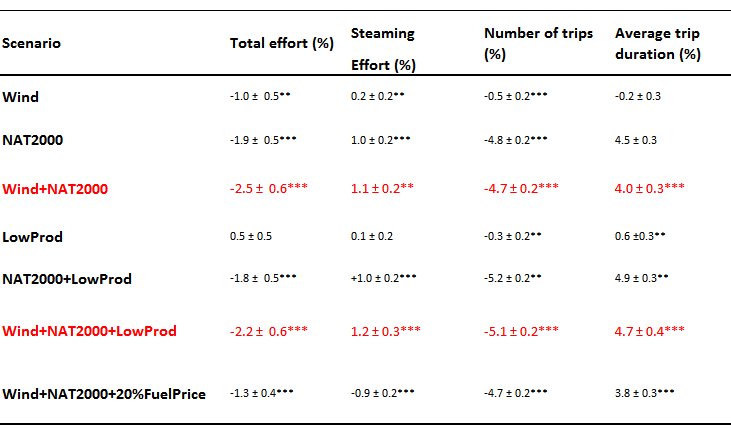 Scenario Total effort (%) Steaming Effort (%) Number of trips (%) Average trip duration (%)
Wind -1.0 ± 0.5** 0.2 ± 0.2** -0.5 ± 0.2*** -0.2 ± 0.3
NAT2000 -1.9 ± 0.5*** 1.0 ± 0.2*** -4.8 ± 0.2*** 4.5 ± 0.3
Wind+NAT2000 -2.5 ± 0.6*** 1.1 ± 0.2** -4.7 ± 0.2*** 4.0 ± 0.3***
LowProd 0.5 ± 0.5 0.1 ± 0.2 -0.3 ± 0.2** 0.6 ±0.3**
NAT2000+LowProd -1.8 ± 0.5*** +1.0 ± 0.2*** -5.2 ± 0.2** 4.9 ± 0.3**
Wind+NAT2000+LowProd -2.2 ± 0.6*** 1.2 ± 0.3*** -5.1 ± 0.2*** 4.7 ± 0.4***
Wind+NAT2000+20%FuelPrice -1.3 ± 0.4*** -0.9 ± 0.2*** -4.7 ± 0.2*** 3.8 ± 0.3***